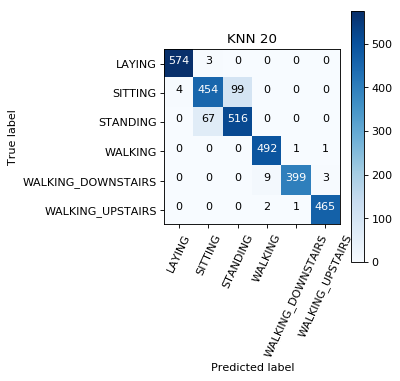 KNN 20
True label
LAYING 574 3 0 0 0 0
SITTING 4 454 99 0 0 0
STANDING 0 67 516 0 0 0
WALKING 0 0 0 492 1 1
WALKING_DOWNSTAIRS 0 0 0 9 399 3
WALKING_UPSTAIRS 0 0 0 2 1 465
LAYING
SITTING
STANDING
WALKING
WALKING_DOWNSTAIRS
WALKING_UPSTAIRS
Predicted label
500
400
300
200
100
0